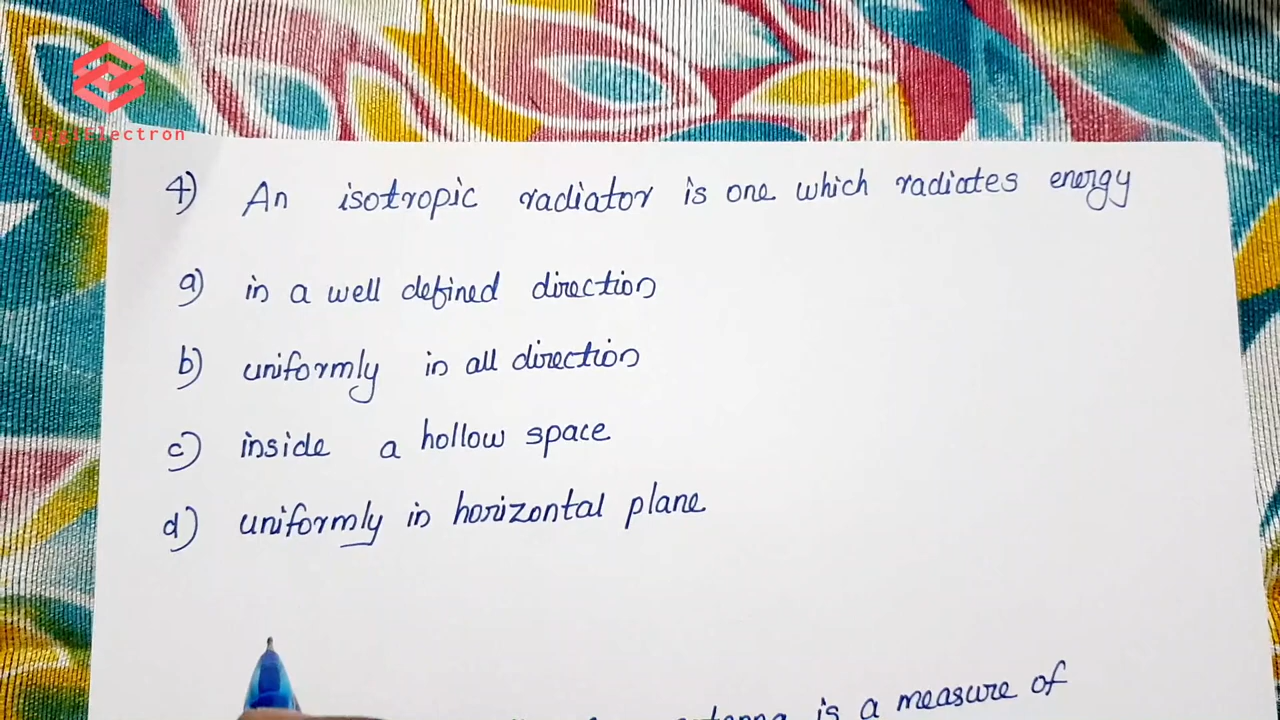 DigiElectron
4) An isotropic radiator is one which radiates energy
a) in a well defined direction
b) uniformly in all direction
c) inside a hollow space
d) uniformly in horizontal plane
is a measure of